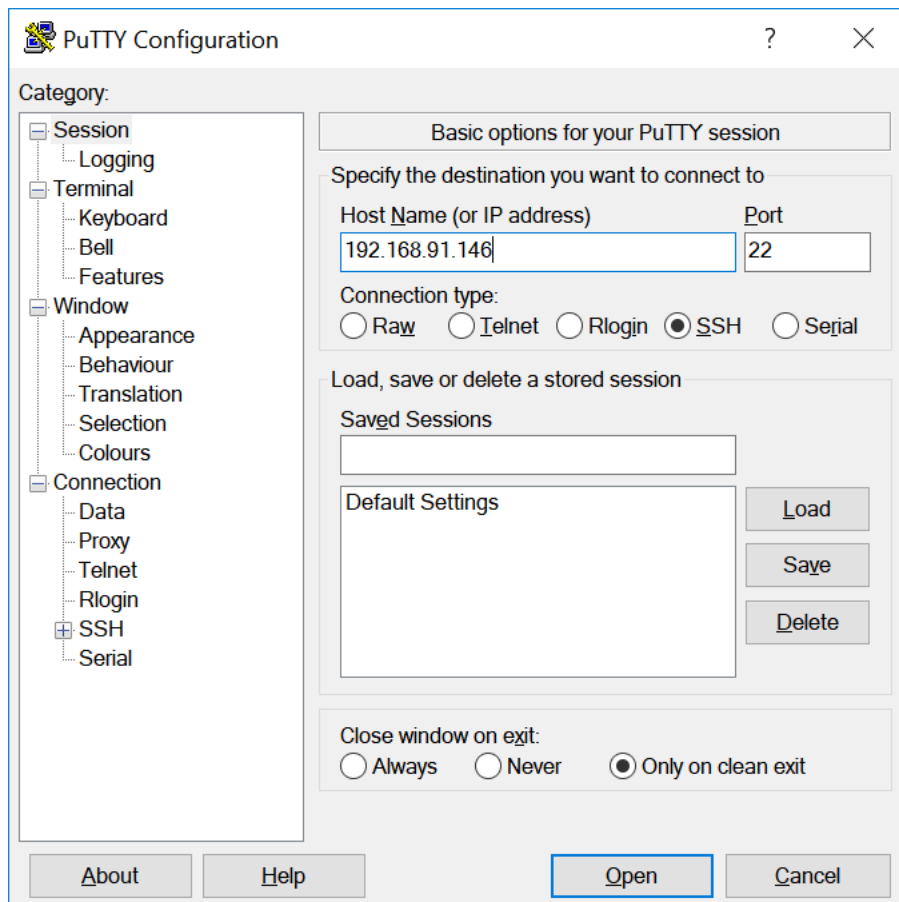 PuTTY Configuration
?
Category:
Session
Logging
Terminal
Keyboard
Bell
Features
Window
Appearance
Behaviour
Translation
Selection
Colours
Connection
Data
Proxy
Telnet
Rlogin
SSH
Serial
Basic options for your PuTTY session
Specify the destination you want to connect to
Host Name (or IP address) Port
192.168.91.146 22
Connection type:
Raw Telnet Rlogin SSH Serial
Load, save or delete a stored session
Saved Sessions
Default Settings
Load
Save
Delete
Close window on exit:
Always Never Only on clean exit
About Help Open Cancel